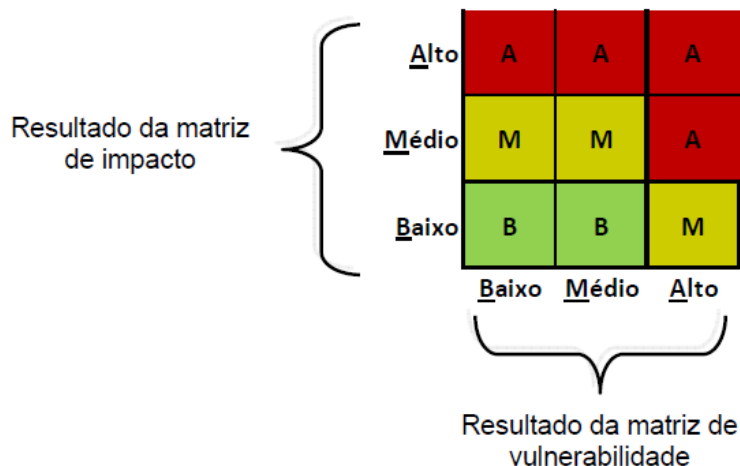 Resultado da matriz
de impacto
Alto A A A
Médio M M A
Baixo B B M
Baixo Médio Alto
Resultado da matriz de
vulnerabilidade